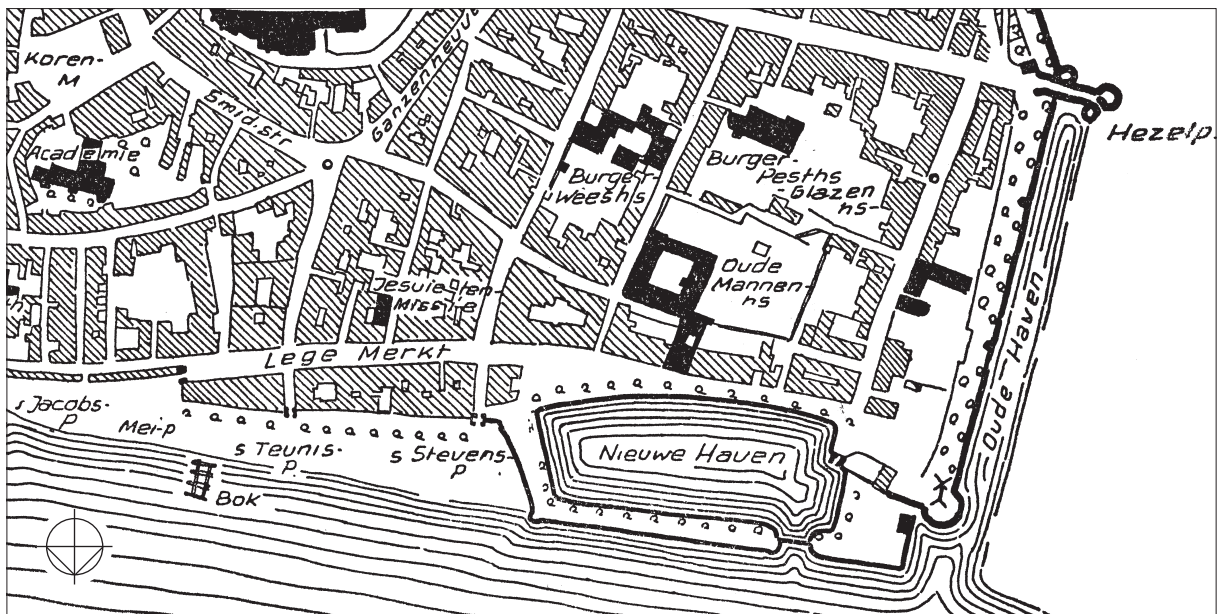 Koren-
M
Smid.str
Ganzenheuvel
Hezelp.
Academie
Burger-
Weeshs
Burger-
Pesths
-Glazen
hs-
Oude
Mannen-
hs
Jesuieten-
Missie
Lege Merkt
Oude-Haven
s Jacobs-
p
Mei-p
s Teunis-
p
s Stevens-
p
Nieuwe Haven
Bok